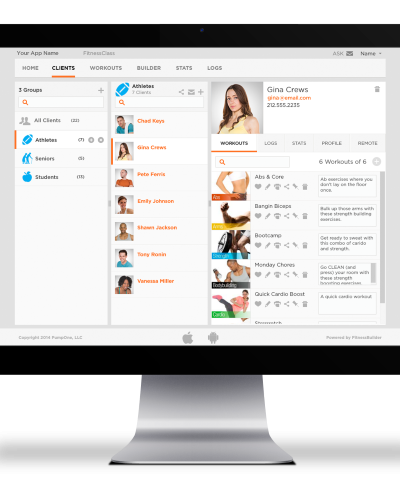 Your App Name
FitnessClass
ASK
Name
HOME CLIENTS WORKOUTS BUILDER STATS LOGS
3 Groups
All Clients (22)
Athletes (7)
Seniors (5)
Students (13)
Athletes
7 Clients
Chad Keys
Gina Crews
Pete Ferris
Emily Johnson
Shawn Jackson
Tony Ronin
Vanessa Miller
Gina Crews
212.555.2235
WORKOUTS LOGS STATS PROFILE REMOTE
6 Workouts of 6
Abs & Core
Abs
Ab exercises where you
don't lay on the floor
once.
Bangin Biceps
Arms
Bulk up those arms with
these strength building
exercises.
Bootcamp
Strength
Get ready to sweat with
this combo of cardio
and strength.
Monday Chores
Bodybuilding
Go CLEAN (and
press) your room with
these strength
boosting exercises.
Quick Cardio Boost
Cardio
A quick cardio workout
Copyright 2014 PumpOne, LLC
Powered by FitnessBuilder